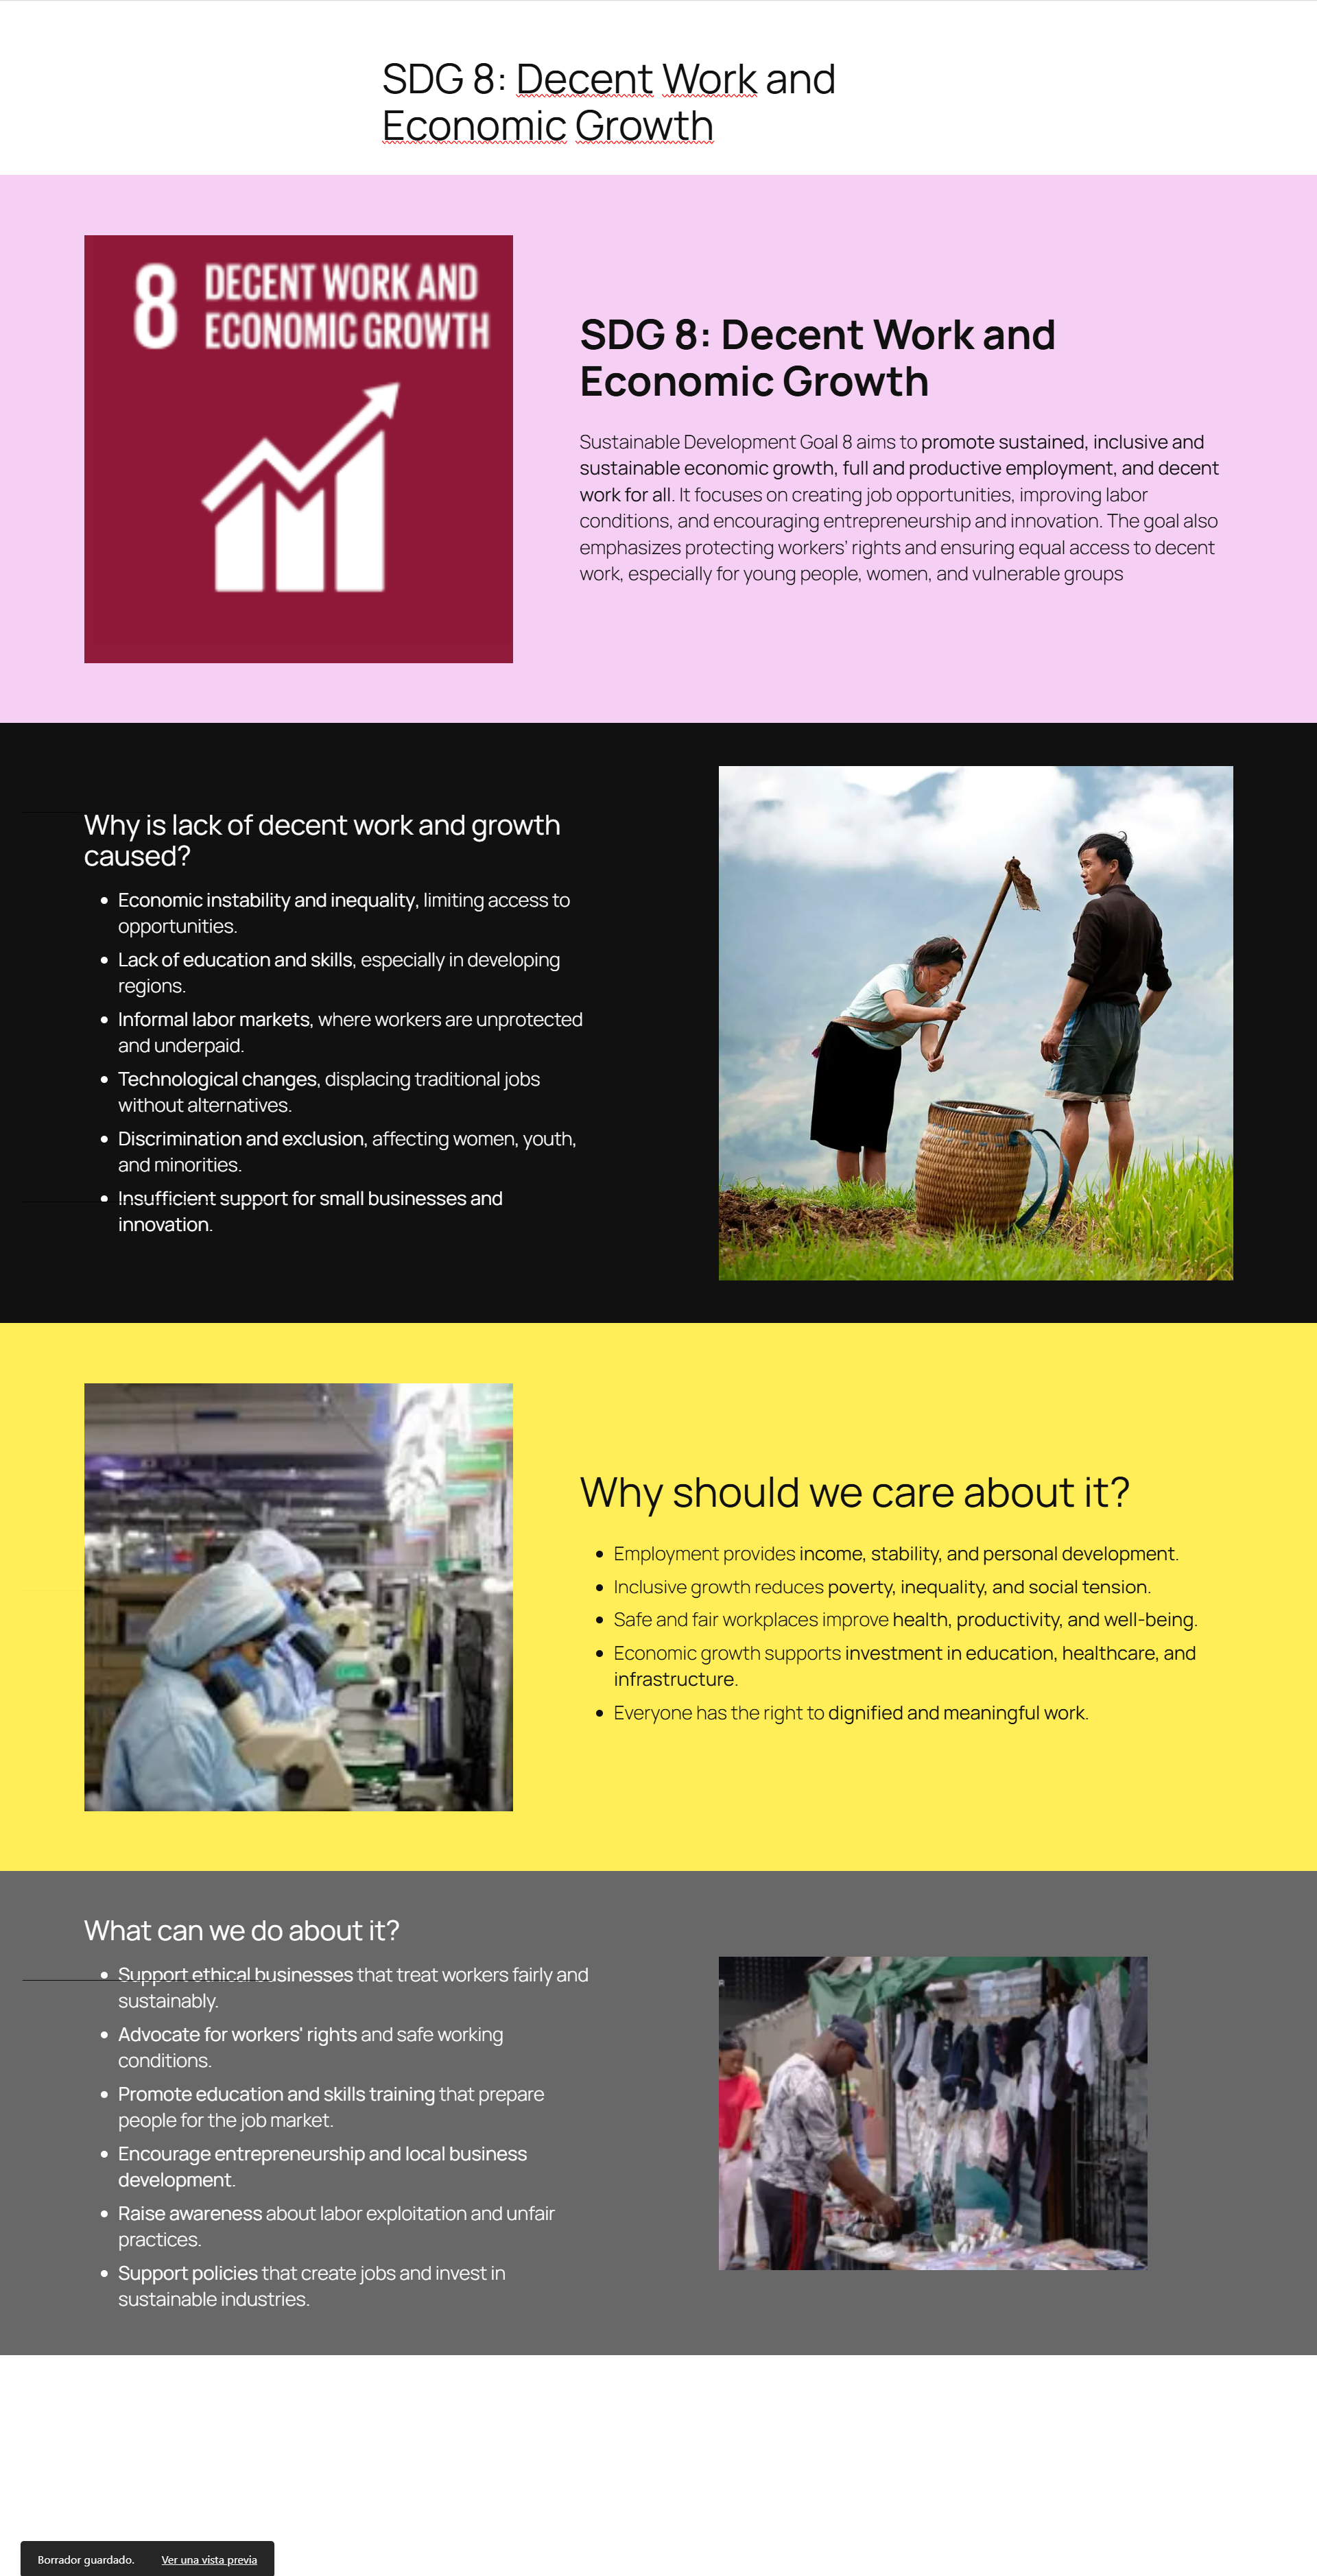 SDG 8: Decent Work and
Economic Growth
8 DECENT WORK AND
ECONOMIC GROWTH
SDG 8: Decent Work and
Economic Growth
Sustainable Development Goal 8 aims to promote sustained, inclusive and
sustainable economic growth, full and productive employment, and decent
work for all. It focuses on creating job opportunities, improving labor
conditions, and encouraging entrepreneurship and innovation. The goal also
emphasizes protecting workers’ rights and ensuring equal access to decent
work, especially for young people, women, and vulnerable groups
Why is lack of decent work and growth
caused?
• Economic instability and inequality, limiting access to
opportunities.
• Lack of education and skills, especially in developing
regions.
• Informal labor markets, where workers are unprotected
and underpaid.
• Technological changes, displacing traditional jobs
without alternatives.
• Discrimination and exclusion, affecting women, youth,
and minorities.
• Insufficient support for small businesses and
innovation.
Why should we care about it?
• Employment provides income, stability, and personal development.
• Inclusive growth reduces poverty, inequality, and social tension.
• Safe and fair workplaces improve health, productivity, and well-being.
• Economic growth supports investment in education, healthcare, and
infrastructure.
• Everyone has the right to dignified and meaningful work.
What can we do about it?
• Support ethical businesses that treat workers fairly and
sustainably.
• Advocate for workers' rights and safe working
conditions.
• Promote education and skills training that prepare
people for the job market.
• Encourage entrepreneurship and local business
development.
• Raise awareness about labor exploitation and unfair
practices.
• Support policies that create jobs and invest in
sustainable industries.
Borrador guardado. Ver una vista previa